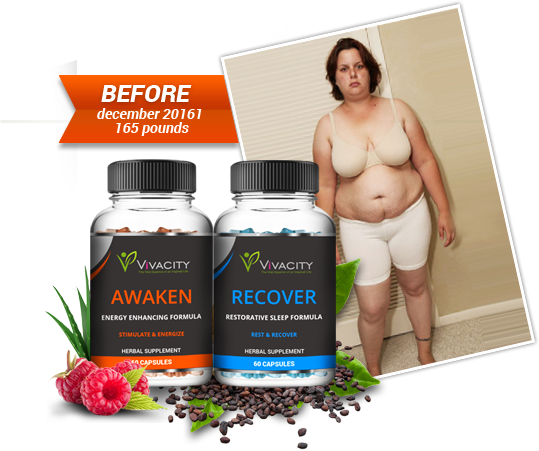 BEFORE
december 20161
165 pounds
VIVACITY
AWAKEN
ENERGY ENHANCING FORMULA
STIMULATE & ENERGIZE
HERBAL SUPPLEMENT
60 CAPSULES
VIVACITY
RECOVER
RESTORATIVE SLEEP FORMULA
REST & RECOVER
HERBAL SUPPLEMENT
60 CAPSULES